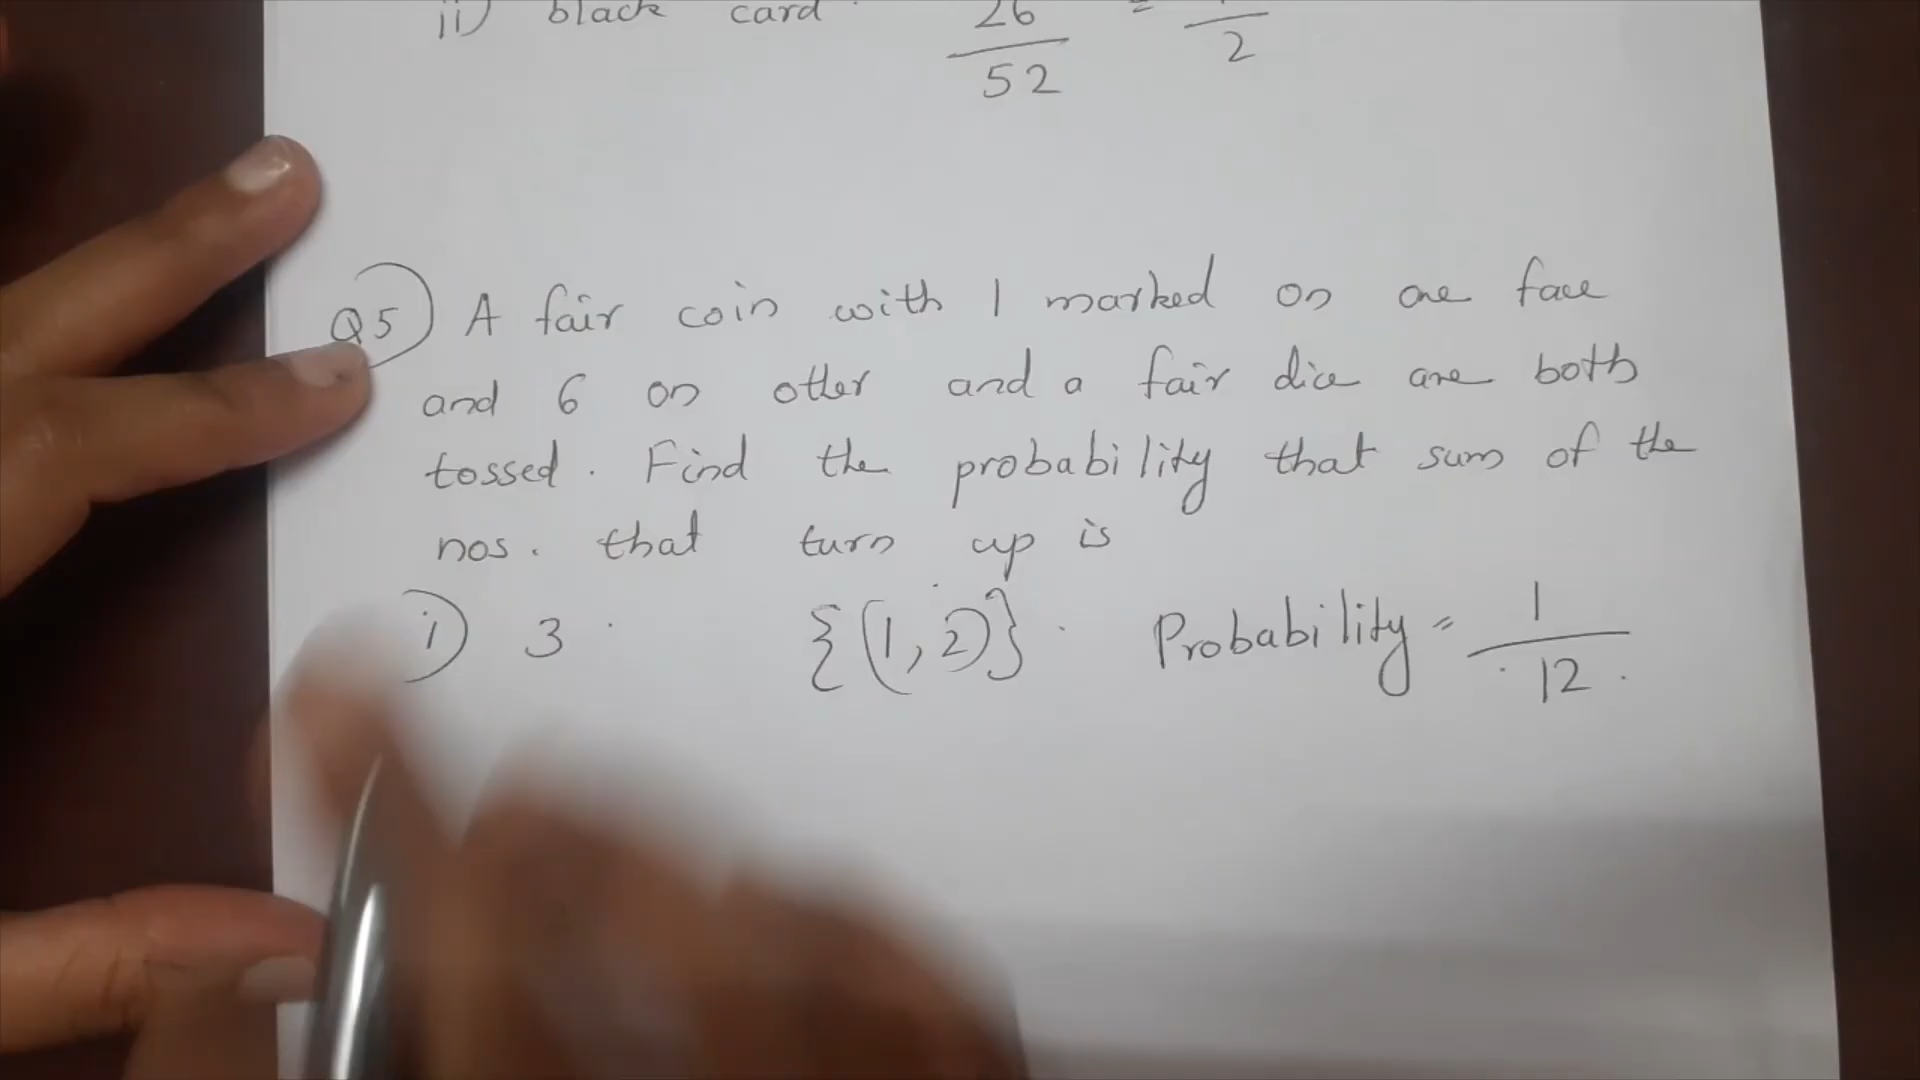 ii) black card. 26/52 = /2
Q5) A fair coin with 1 marked on one face
and 6 on other and a fair dice are both
tossed. Find the probability that sum of the
nos. that turn up is
i) 3. {(1,2)}. Probability = 1/12.